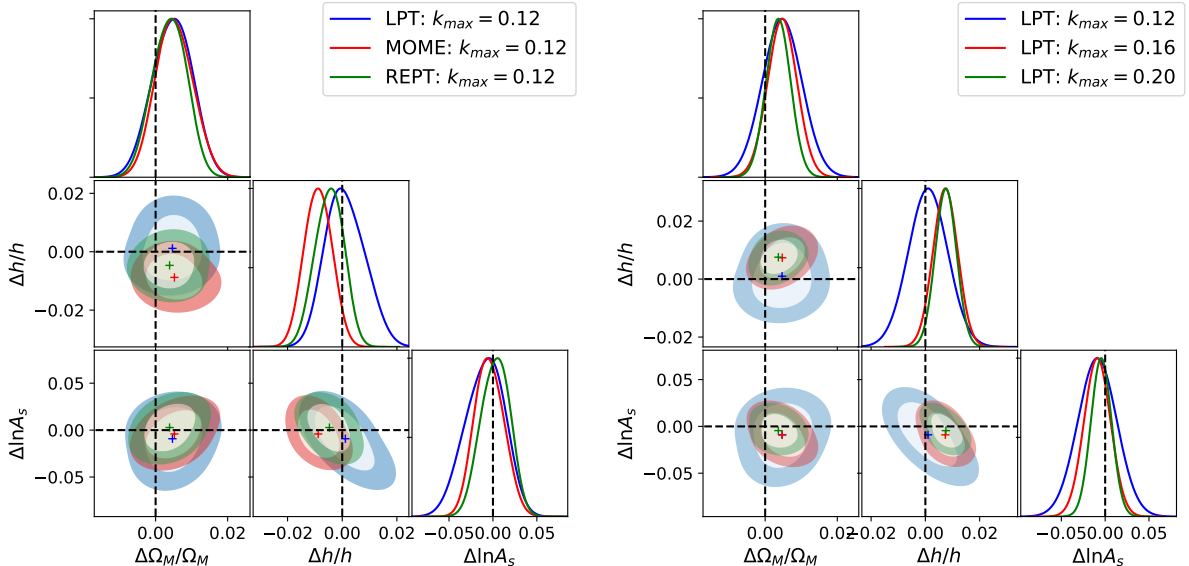 LPT: k_max = 0.12
MOME: k_max = 0.12
REPT: k_max = 0.12
0.02
0.00
−0.02
Δh/h
0.05
0.00
−0.05
ΔlnA_s
0.00
0.02
ΔΩ_M/Ω_M
−0.02
0.00
0.02
Δh/h
−0.05
0.00
0.05
ΔlnA_s
LPT: k_max = 0.12
LPT: k_max = 0.16
LPT: k_max = 0.20
0.02
0.00
−0.02
Δh/h
0.05
0.00
−0.05
ΔlnA_s
0.00
0.02
ΔΩ_M/Ω_M
0.00
0.02
Δh/h
−0.05
0.00
0.05
ΔlnA_s